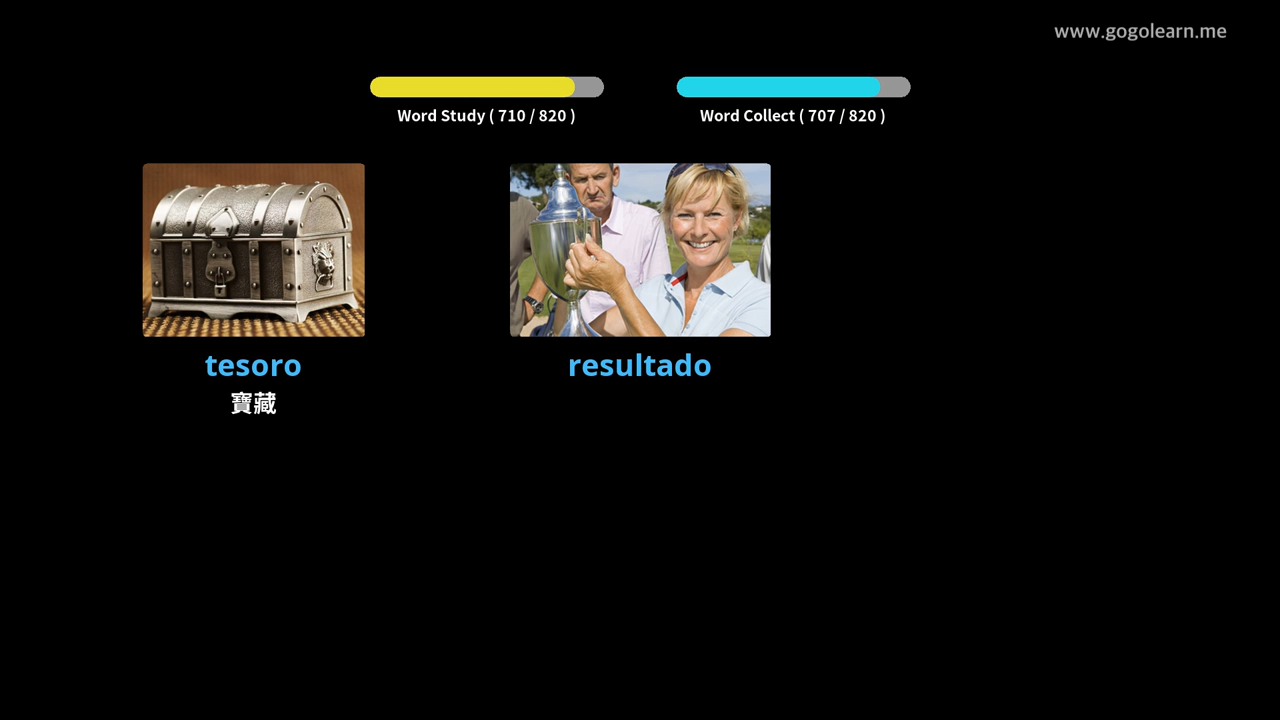 www.gogolearn.me
Word Study ( 710 / 820 )
Word Collect ( 707 / 820 )
tesoro
寶藏
resultado